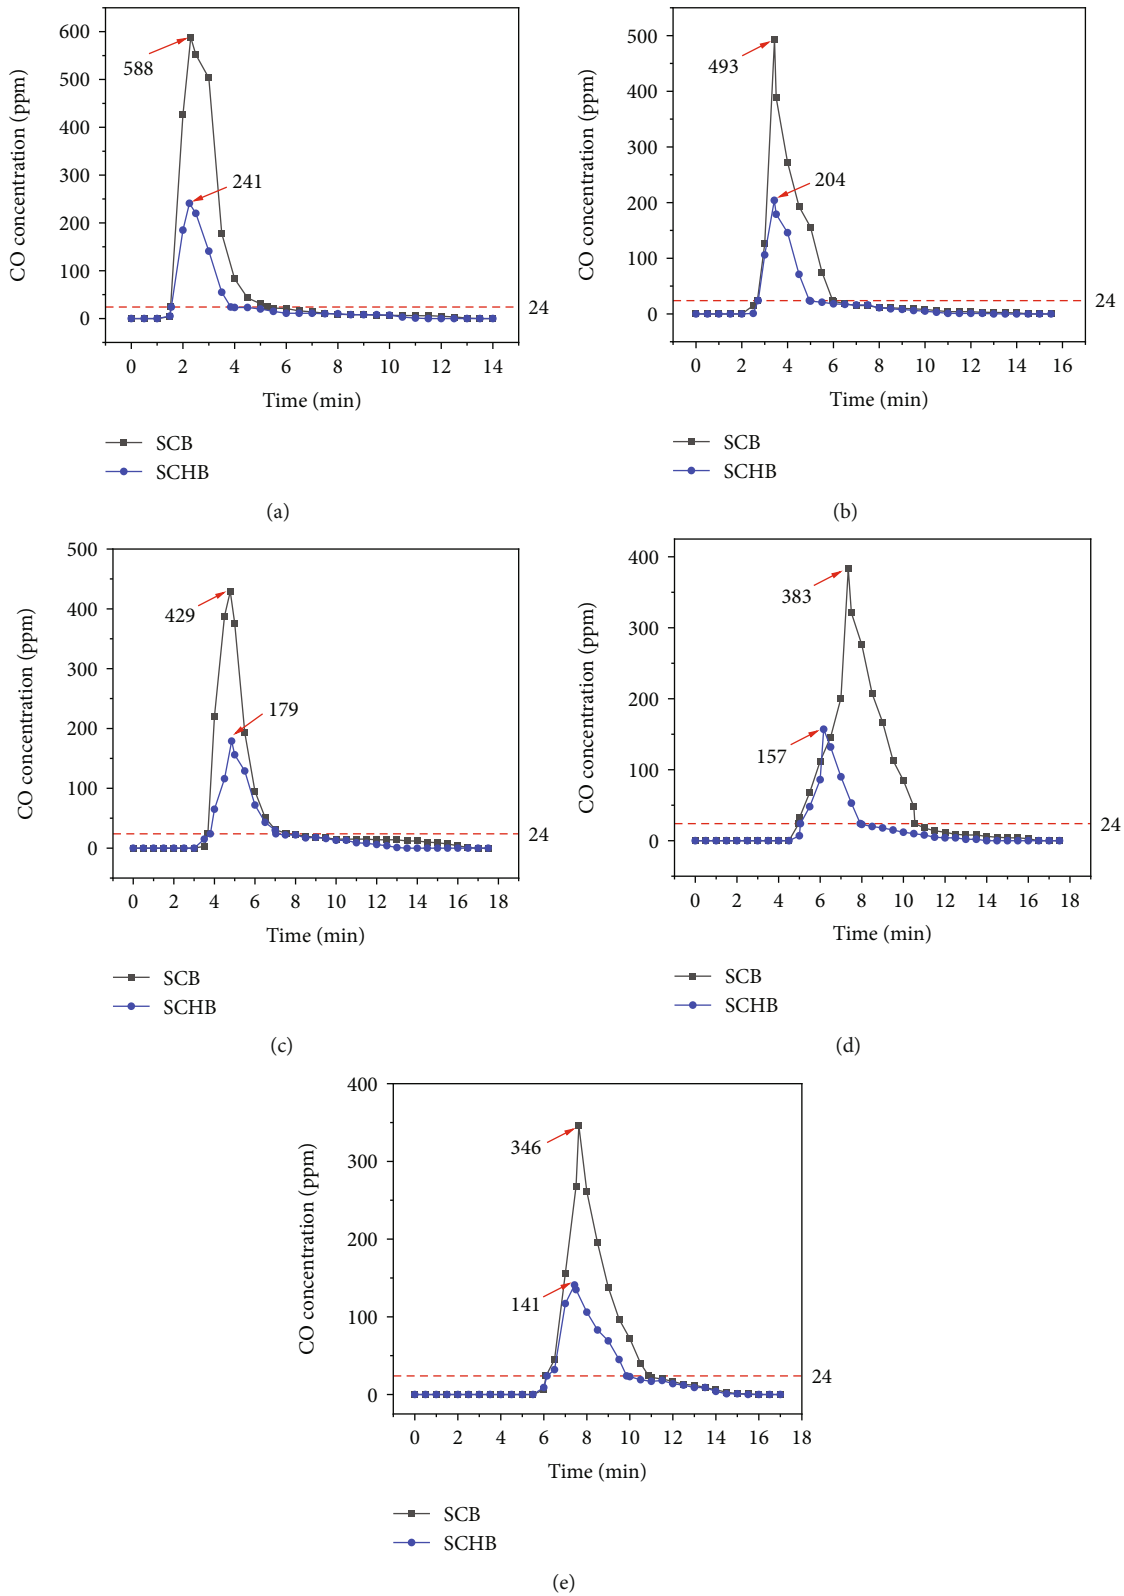 CO concentration (ppm)
600
500
400
300
200
100
0
588
241
24
0 2 4 6 8 10 12 14
Time (min)
SCB
SCHB
(a)
CO concentration (ppm)
500
400
300
200
100
0
493
204
24
0 2 4 6 8 10 12 14 16
Time (min)
SCB
SCHB
(b)
CO concentration (ppm)
500
400
300
200
100
0
429
179
24
0 2 4 6 8 10 12 14 16 18
Time (min)
SCB
SCHB
(c)
CO concentration (ppm)
400
300
200
100
0
383
157
24
0 2 4 6 8 10 12 14 16 18
Time (min)
SCB
SCHB
(d)
CO concentration (ppm)
400
300
200
100
0
346
141
24
0 2 4 6 8 10 12 14 16 18
Time (min)
SCB
SCHB
(e)